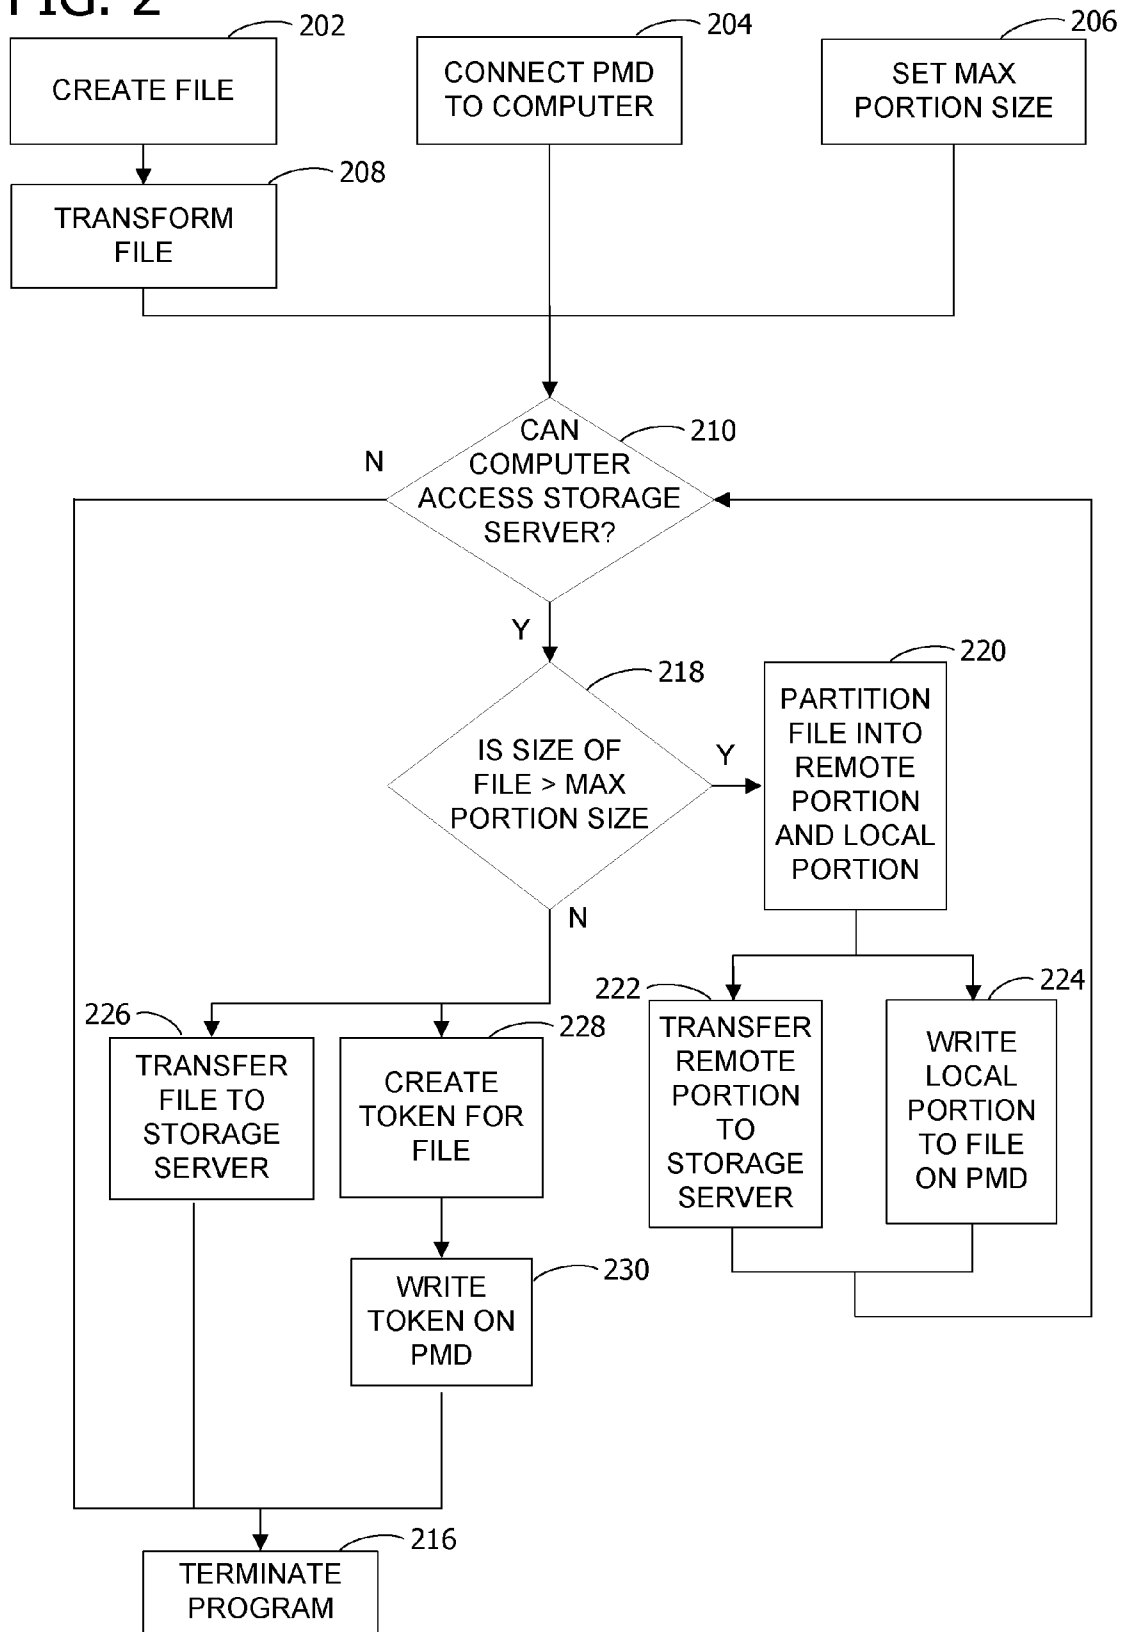 FIG. 2
202
204
206
CREATE FILE
CONNECT PMD
TO COMPUTER
SET MAX
PORTION SIZE
208
TRANSFORM
FILE
210
CAN
COMPUTER
ACCESS STORAGE
SERVER?
N
Y
218
IS SIZE OF
FILE > MAX
PORTION SIZE
Y
N
220
PARTITION
FILE INTO
REMOTE
PORTION
AND LOCAL
PORTION
226
TRANSFER
FILE TO
STORAGE
SERVER
228
CREATE
TOKEN FOR
FILE
222
TRANSFER
REMOTE
PORTION
TO
STORAGE
SERVER
224
WRITE
LOCAL
PORTION
TO FILE
ON PMD
230
WRITE
TOKEN ON
PMD
216
TERMINATE
PROGRAM